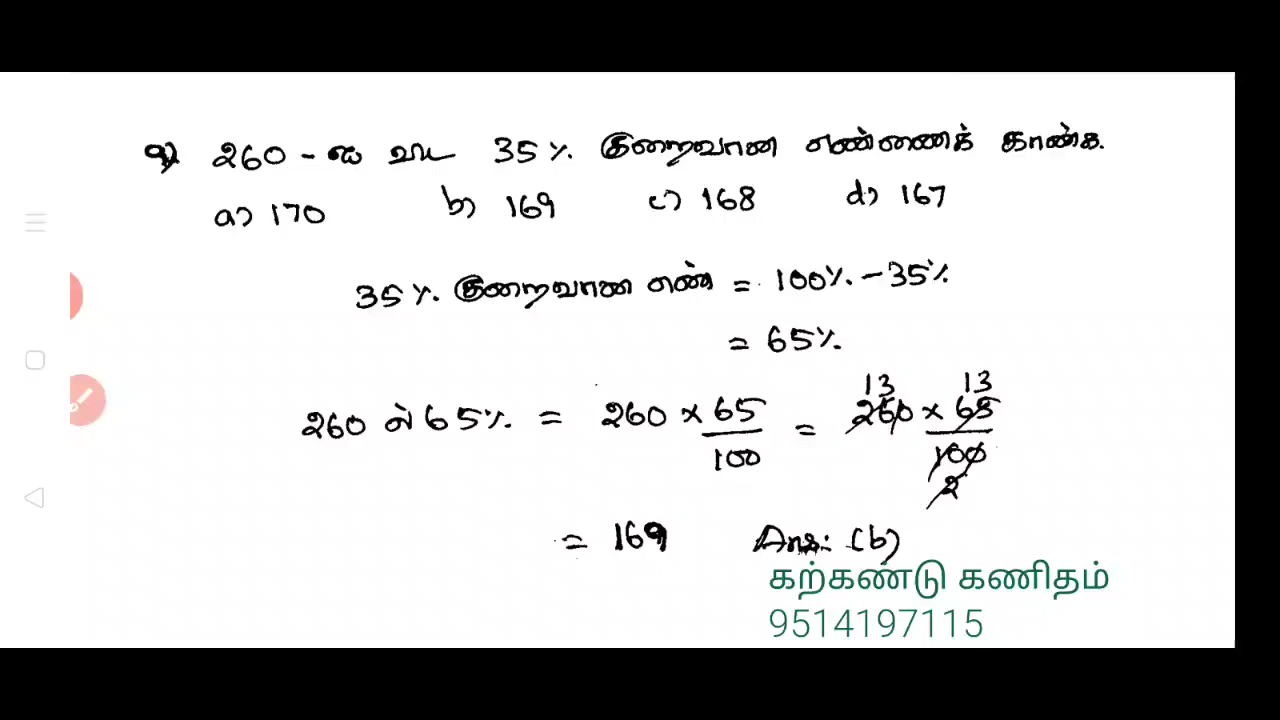 9) 260 - ஐ விட 35% குறைவான எண்ணைக் காண்க.
a) 170 b) 169 c) 168 d) 167
35% குறைவான எண் = 100% - 35%
= 65%
13 13
260 ல் 65% = 260 × 65/100 = 260 × 65/100
2
= 169 Ans: (b)
கற்கண்டு கணிதம்
9514197115